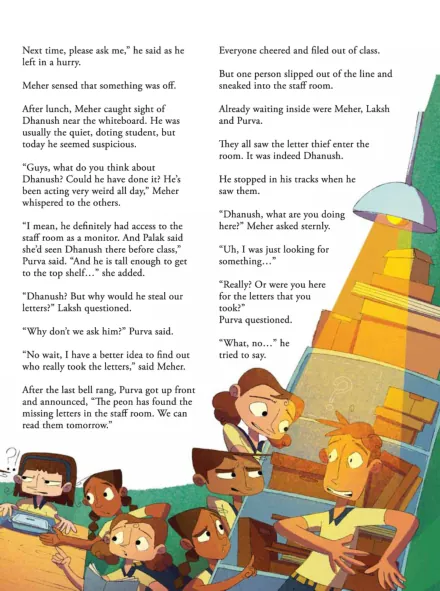 Next time, please ask me,” he said as he
left in a hurry.
Meher sensed that something was off.
After lunch, Meher caught sight of
Dhanush near the whiteboard. He was
usually the quiet, doting student, but
today he seemed suspicious.
“Guys, what do you think about
Dhanush? Could he have done it? He’s
been acting very weird all day,” Meher
whispered to the others.
“I mean, he definitely had access to the
staff room as a monitor. And Palak said
she’d seen Dhanush there before class,”
Purva said. “And he is tall enough to get
to the top shelf…” she added.
“Dhanush? But why would he steal our
letters?” Laksh questioned.
“Why don’t we ask him?” Purva said.
“No wait, I have a better idea to find out
who really took the letters,” said Meher.
After the last bell rang, Purva got up front
and announced, “The peon has found the
missing letters in the staff room. We can
read them tomorrow.”
Everyone cheered and filed out of class.
But one person slipped out of the line and
sneaked into the staff room.
Already waiting inside were Meher, Laksh
and Purva.
They all saw the letter thief enter the
room. It was indeed Dhanush.
He stopped in his tracks when he
saw them.
“Dhanush, what are you doing
here?” Meher asked sternly.
“Uh, I was just looking for
something…”
“Really? Or were you here
for the letters that you
took?”
Purva questioned.
“What, no…” he
tried to say.
?!